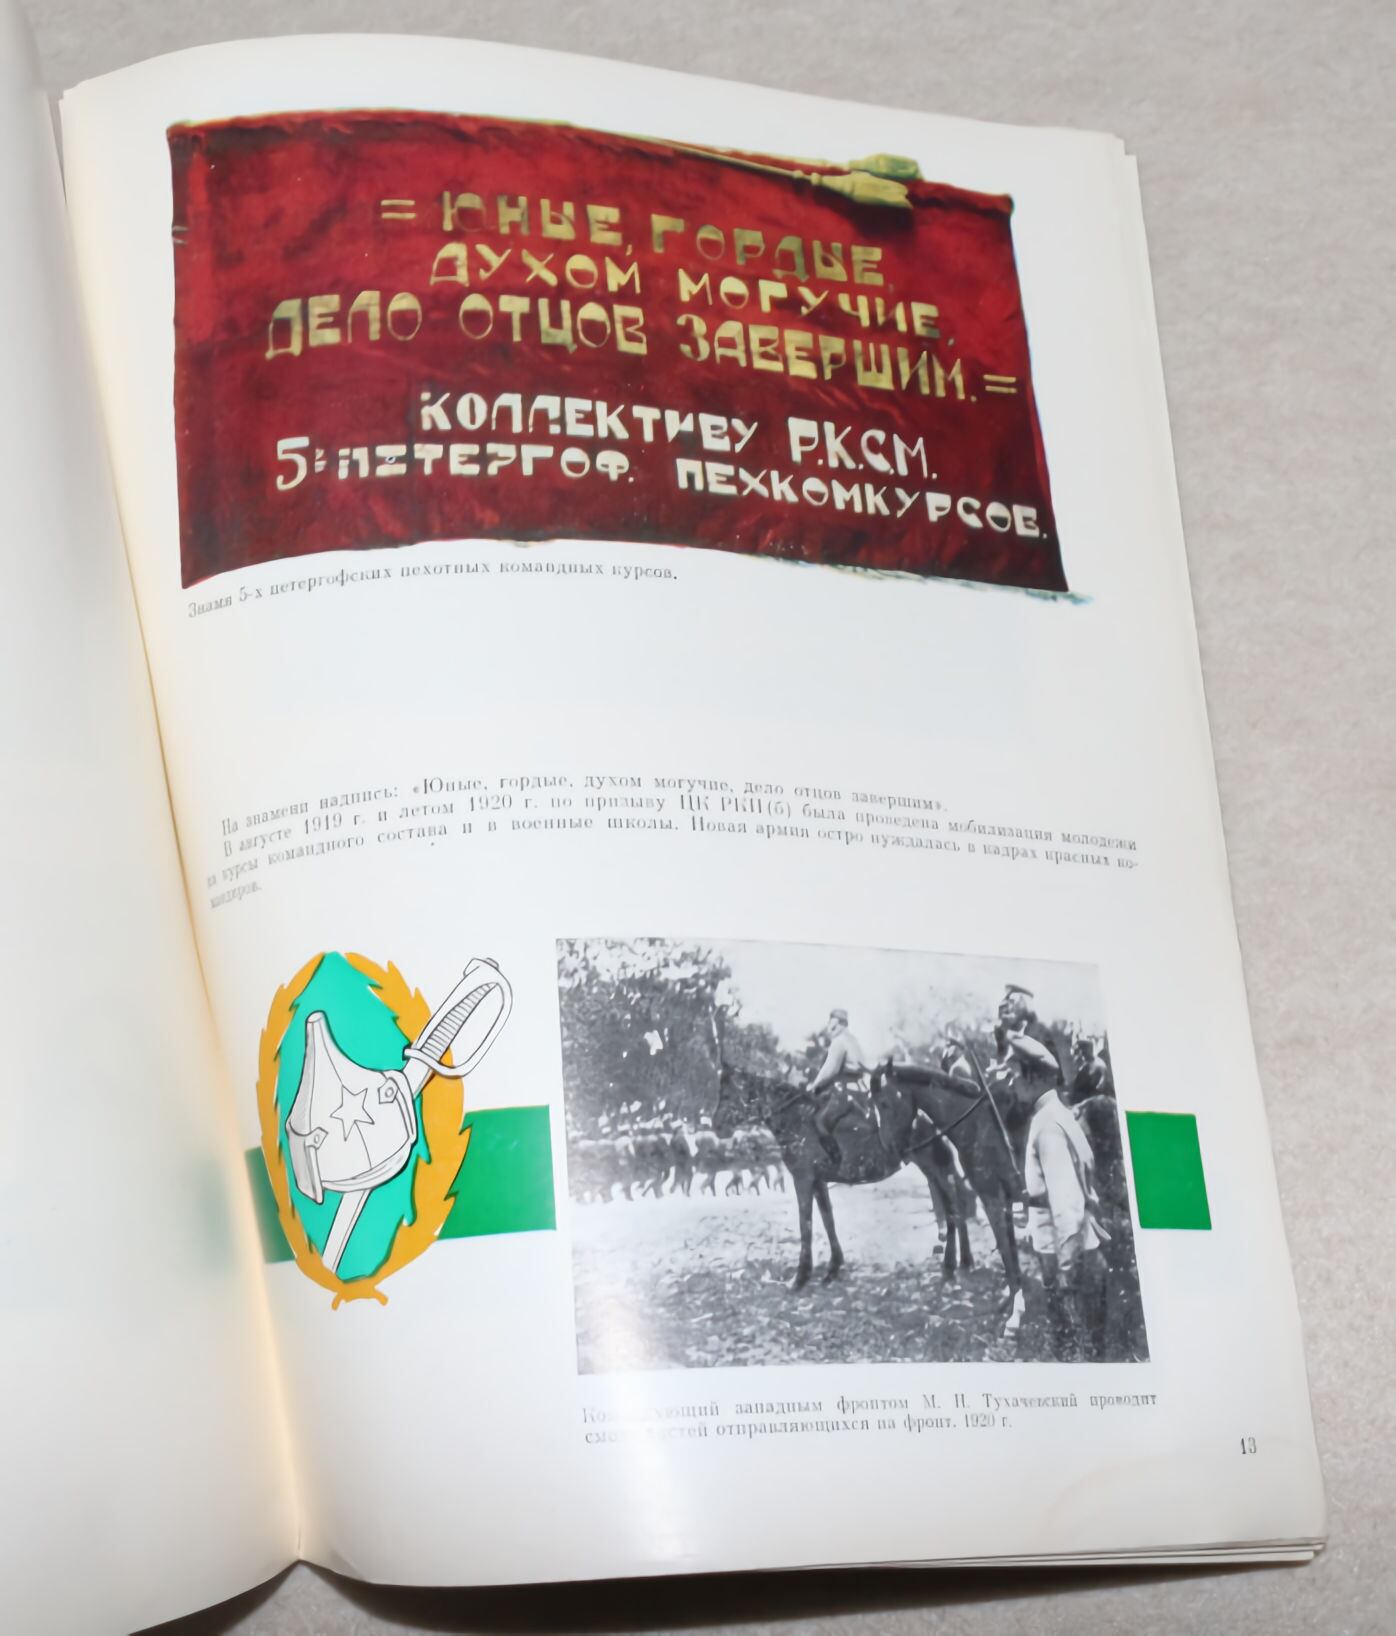 = ЮНЫЕ, ГОРДЫЕ,
ДУХОМ МОГУЧИЕ,
ДЕЛО ОТЦОВ ЗАВЕРШИМ. =
КОЛЛЕКТИВУ Р.К.С.М.
5: ПЕТЕРГОФ. ПЕХКОМКУРСОВ.
Знамя 5-х петергофских пехотных командных курсов.
На знамени надпись: «Юные, гордые, духом могучие, дело отцов завершим».
В августе 1919 г. и летом 1920 г. по призыву ЦК РКП(б) была проведена мобилизация молодежи
на курсы командного состава и в военные школы. Новая армия остро нуждалась в кадрах красных ко-
мандиров.
западным фронтом М. Н. Тухачевский проводит
отправляющихся на фронт. 1920 г.
13